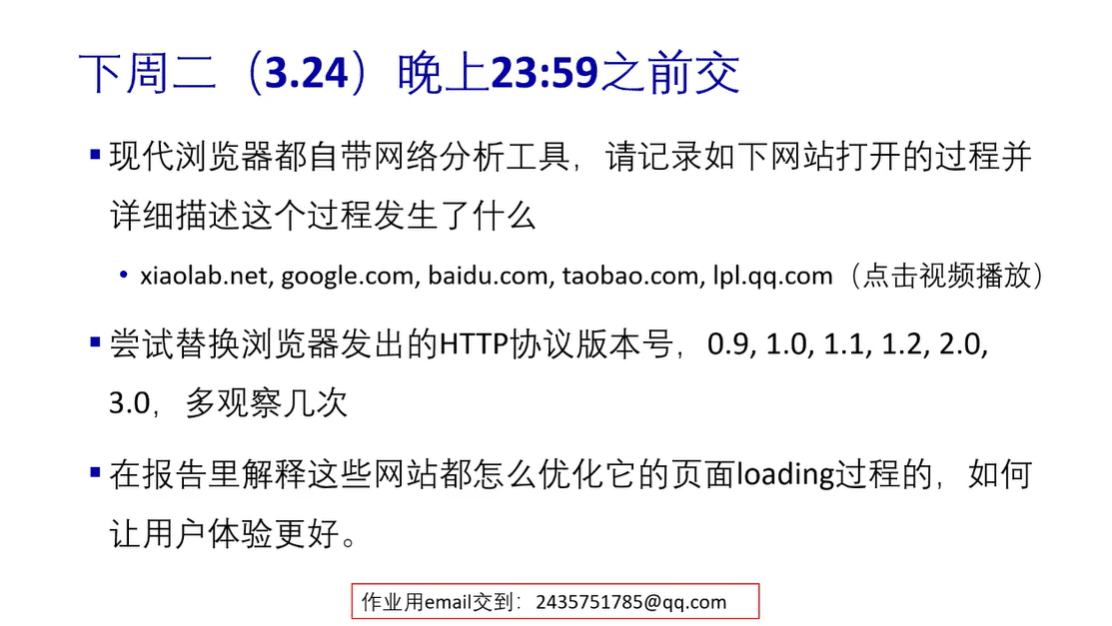 下周二（3.24）晚上23:59之前交
现代浏览器都自带网络分析工具，请记录如下网站打开的过程并
详细描述这个过程发生了什么
xiaolab.net, google.com, baidu.com, taobao.com, lpl.qq.com（点击视频播放）
尝试替换浏览器发出的HTTP协议版本号，0.9, 1.0, 1.1, 1.2, 2.0,
3.0，多观察几次
在报告里解释这些网站都怎么优化它的页面loading过程的，如何
让用户体验更好。
作业用email交到：2435751785@qq.com